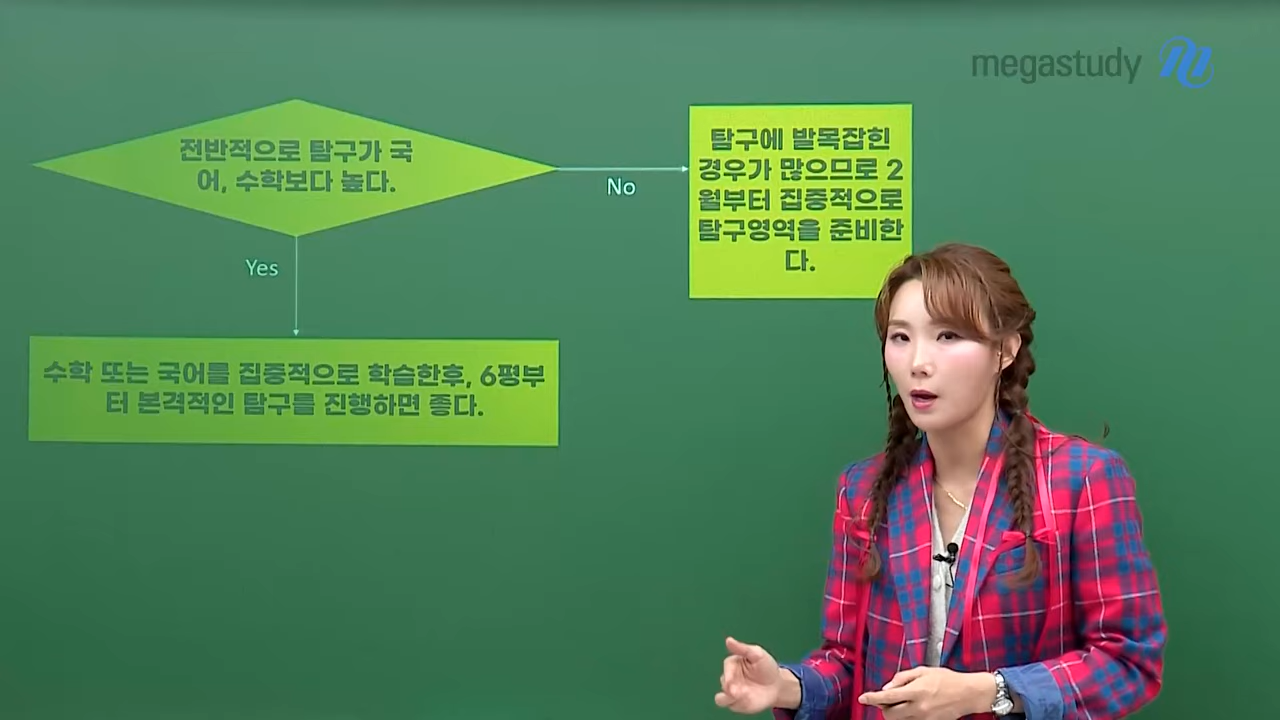 megastudy
전반적으로 탐구가 국
어, 수학보다 높다.
No
탐구에 발목잡힌
경우가 많으므로 2
월부터 집중적으로
탐구영역을 준비한
다.
Yes
수학 또는 국어를 집중적으로 학습한후, 6평부
터 본격적인 탐구를 진행하면 좋다.